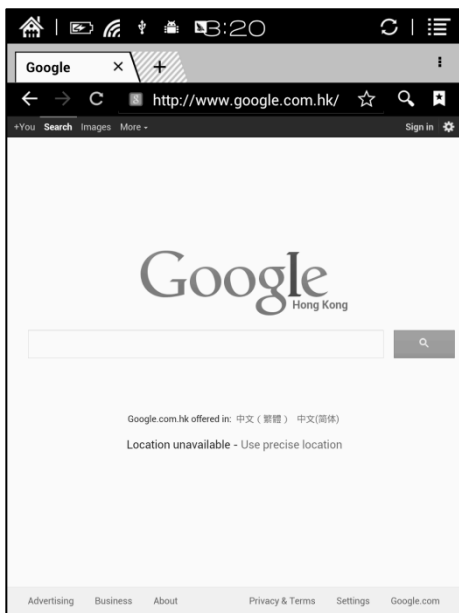 3:20
Google × +
http://www.google.com.hk/
+You Search Images More Sign in
Google
Hong Kong
Google.com.hk offered in: 中文（繁體） 中文(简体)
Location unavailable - Use precise location
Advertising Business About Privacy & Terms Settings Google.com